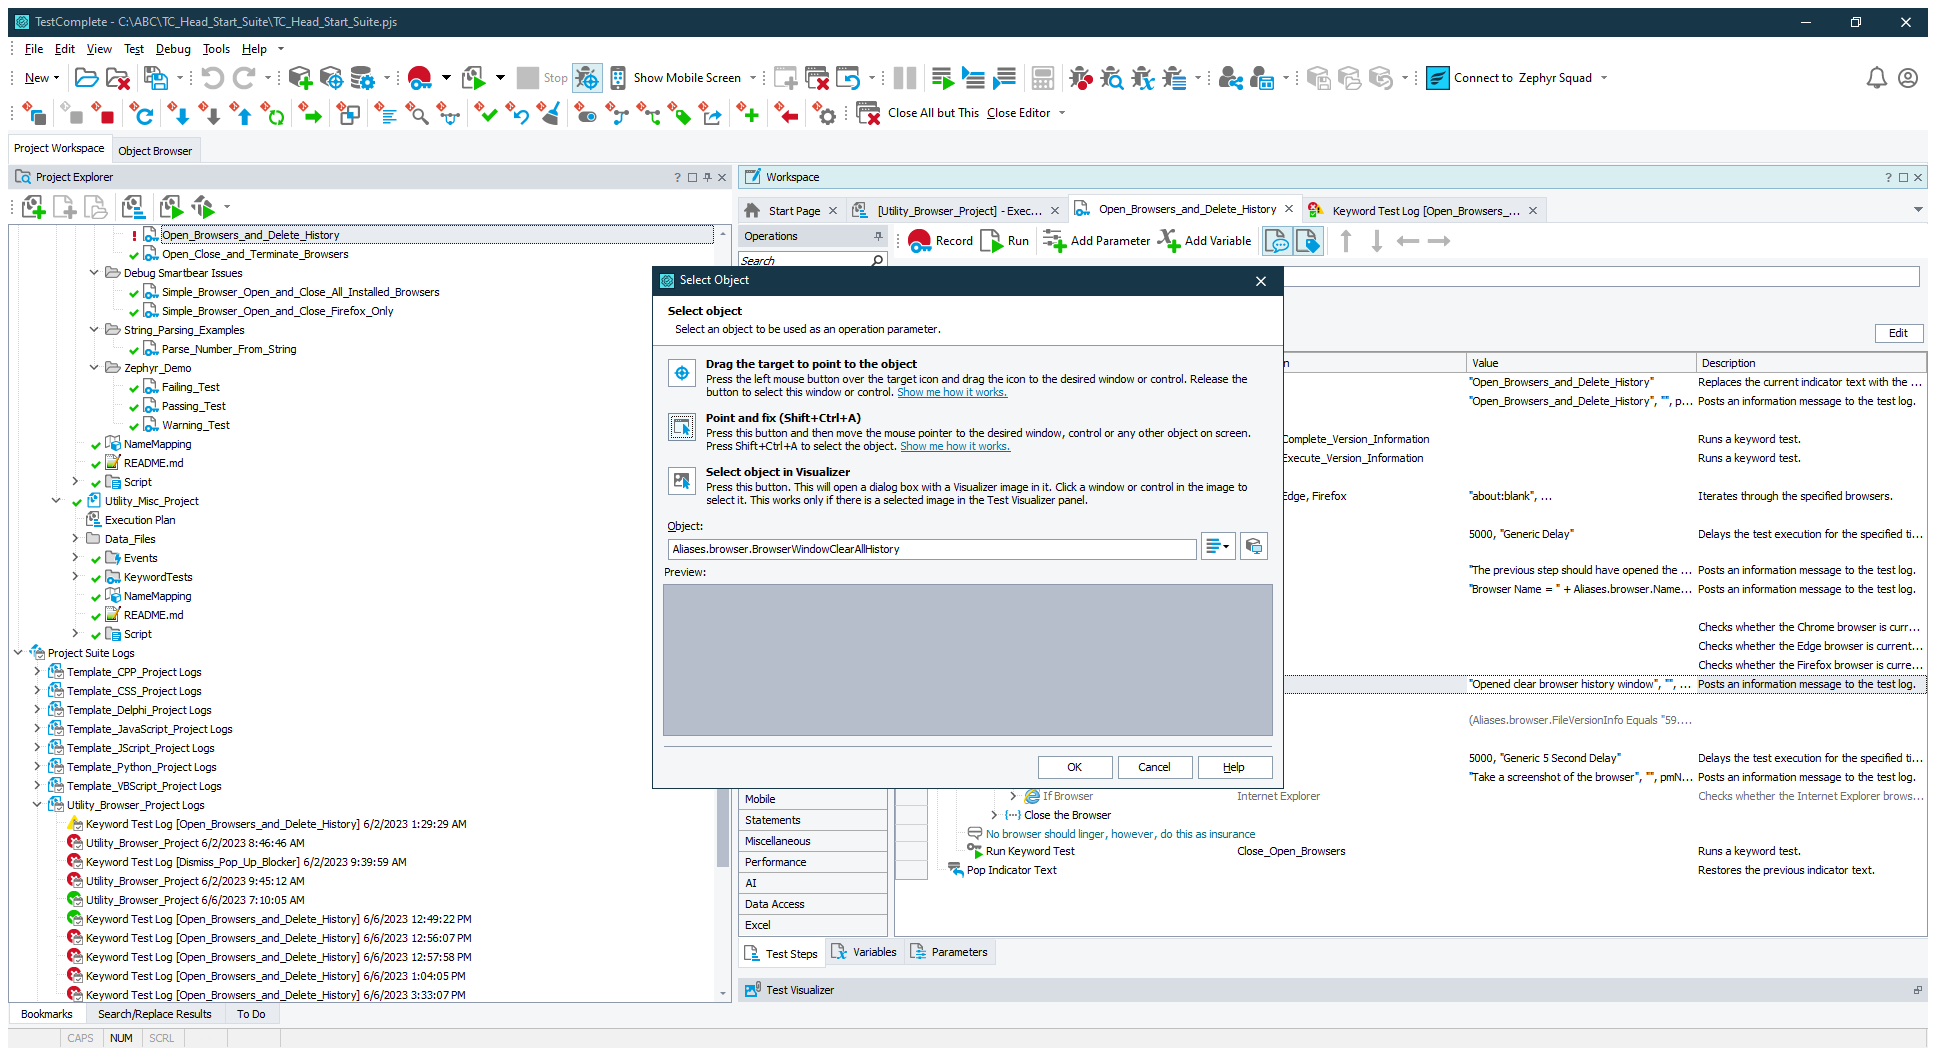 TestComplete - C:\ABC\TC_Head_Start_Suite\TC_Head_Start_Suite.pjs
File Edit View Test Debug Tools Help
New Stop Show Mobile Screen Connect to Zephyr Squad
Close All but This Close Editor
Project Workspace Object Browser
Project Explorer
Workspace
Start Page [Utility_Browser_Project] - Exec... Open_Browsers_and_Delete_History Keyword Test Log [Open_Browsers_...
Operations
Search
Record Run Add Parameter Add Variable
Open_Browsers_and_Delete_History
Open_Close_and_Terminate_Browsers
Debug Smartbear Issues
Simple_Browser_Open_and_Close_All_Installed_Browsers
Simple_Browser_Open_and_Close_Firefox_Only
String_Parsing_Examples
Parse_Number_From_String
Zephyr_Demo
Failing_Test
Passing_Test
Warning_Test
NameMapping
README.md
Script
Utility_Misc_Project
Execution Plan
Data_Files
Events
KeywordTests
NameMapping
README.md
Script
Project Suite Logs
Template_CPP_Project Logs
Template_CSS_Project Logs
Template_Delphi_Project Logs
Template_JavaScript_Project Logs
Template_JScript_Project Logs
Template_Python_Project Logs
Template_VBScript_Project Logs
Utility_Browser_Project Logs
Keyword Test Log [Open_Browsers_and_Delete_History] 6/2/2023 1:29:29 AM
Utility_Browser_Project 6/2/2023 8:46:46 AM
Keyword Test Log [Dismiss_Pop_Up_Blocker] 6/2/2023 9:39:59 AM
Utility_Browser_Project 6/2/2023 9:45:12 AM
Utility_Browser_Project 6/6/2023 7:10:05 AM
Keyword Test Log [Open_Browsers_and_Delete_History] 6/6/2023 12:49:22 PM
Keyword Test Log [Open_Browsers_and_Delete_History] 6/6/2023 12:56:07 PM
Keyword Test Log [Open_Browsers_and_Delete_History] 6/6/2023 12:57:58 PM
Keyword Test Log [Open_Browsers_and_Delete_History] 6/6/2023 1:04:05 PM
Keyword Test Log [Open_Browsers_and_Delete_History] 6/6/2023 3:33:07 PM
Select Object
Select object
Select an object to be used as an operation parameter.
Drag the target to point to the object
Press the left mouse button over the target icon and drag the icon to the desired window or control. Release the
button to select this window or control. Show me how it works.
Point and fix (Shift+Ctrl+A)
Press this button and then move the mouse pointer to the desired window, control or any other object on screen.
Press Shift+Ctrl+A to select the object. Show me how it works.
Select object in Visualizer
Press this button. This will open a dialog box with a Visualizer image in it. Click a window or control in the image to
select it. This works only if there is a selected image in the Test Visualizer panel.
Object:
Aliases.browser.BrowserWindowClearAllHistory
Preview:
OK Cancel Help
Edit
n Value Description
"Open_Browsers_and_Delete_History" Replaces the current indicator text with the ...
"Open_Browsers_and_Delete_History", "", p... Posts an information message to the test log.
Complete_Version_Information Runs a keyword test.
Execute_Version_Information Runs a keyword test.
Edge, Firefox "about:blank", ... Iterates through the specified browsers.
5000, "Generic Delay" Delays the test execution for the specified ti...
"The previous step should have opened the ... Posts an information message to the test log.
"Browser Name = " + Aliases.browser.Name... Posts an information message to the test log.
Checks whether the Chrome browser is curr...
Checks whether the Edge browser is current...
Checks whether the Firefox browser is curre...
"Opened clear browser history window", "", ... Posts an information message to the test log.
(Aliases.browser.FileVersionInfo Equals "59....
5000, "Generic 5 Second Delay" Delays the test execution for the specified ti...
"Take a screenshot of the browser", "", pmN... Posts an information message to the test log.
If Browser Internet Explorer Checks whether the Internet Explorer brows...
Close the Browser
No browser should linger, however, do this as insurance
Run Keyword Test Close_Open_Browsers Runs a keyword test.
Pop Indicator Text Restores the previous indicator text.
Mobile
Statements
Miscellaneous
Performance
AI
Data Access
Excel
Test Steps Variables Parameters
Test Visualizer
Bookmarks Search/Replace Results To Do
CAPS NUM SCRL